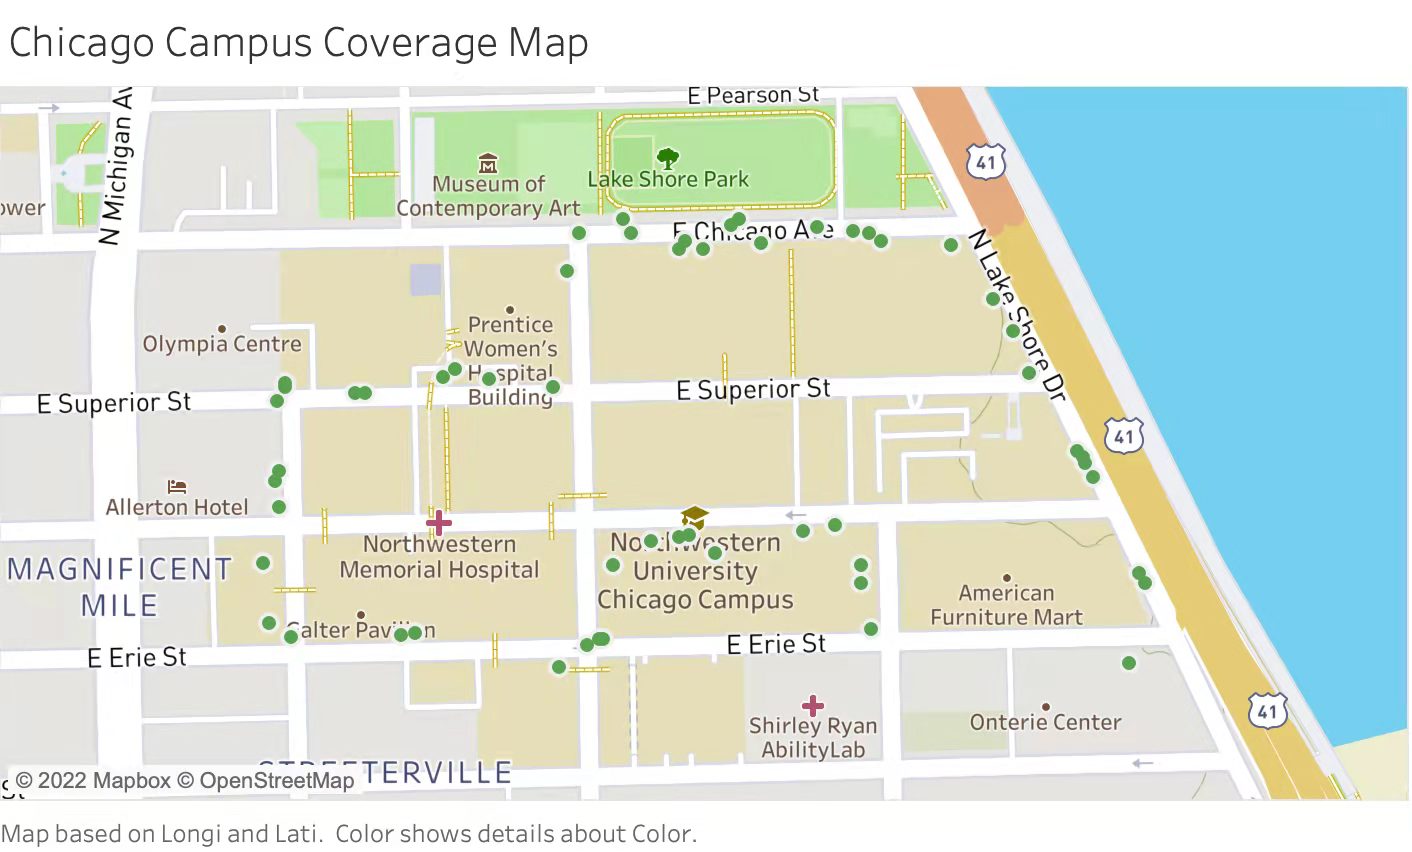 Chicago Campus Coverage Map
E Pearson St
N Michigan Av
41
Museum of
Contemporary Art
Lake Shore Park
ower
E Chicago Ave
N Lake Shore Dr
Prentice
Women's
Hospital
Building
Olympia Centre
E Superior St
E Superior St
41
Allerton Hotel
Northwestern
Memorial Hospital
Northwestern
University
Chicago Campus
MAGNIFICENT
MILE
American
Furniture Mart
Galter Pavilion
E Erie St
E Erie St
41
Shirley Ryan
AbilityLab
Onterie Center
STREETERVILLE
© 2022 Mapbox © OpenStreetMap
St
Map based on Longi and Lati.  Color shows details about Color.